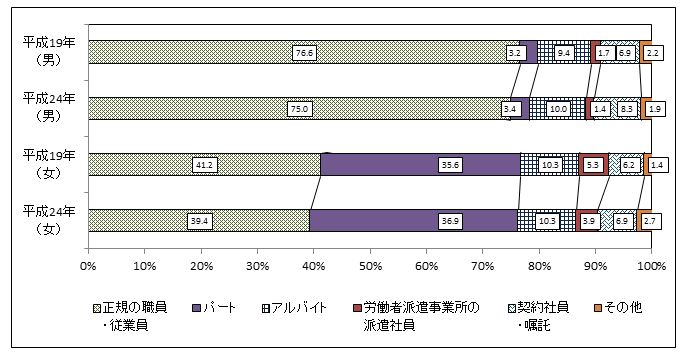 平成19年
(男)
76.6 3.2 9.4 1.7 6.9 2.2
平成24年
(男)
75.0 3.4 10.0 1.4 8.3 1.9
平成19年
(女)
41.2 35.6 10.3 5.3 6.2 1.4
平成24年
(女)
39.4 36.9 10.3 3.9 6.9 2.7
0% 10% 20% 30% 40% 50% 60% 70% 80% 90% 100%
正規の職員 パート アルバイト 労働者派遣事業所の 契約社員 その他
・従業員 派遣社員 ・嘱託